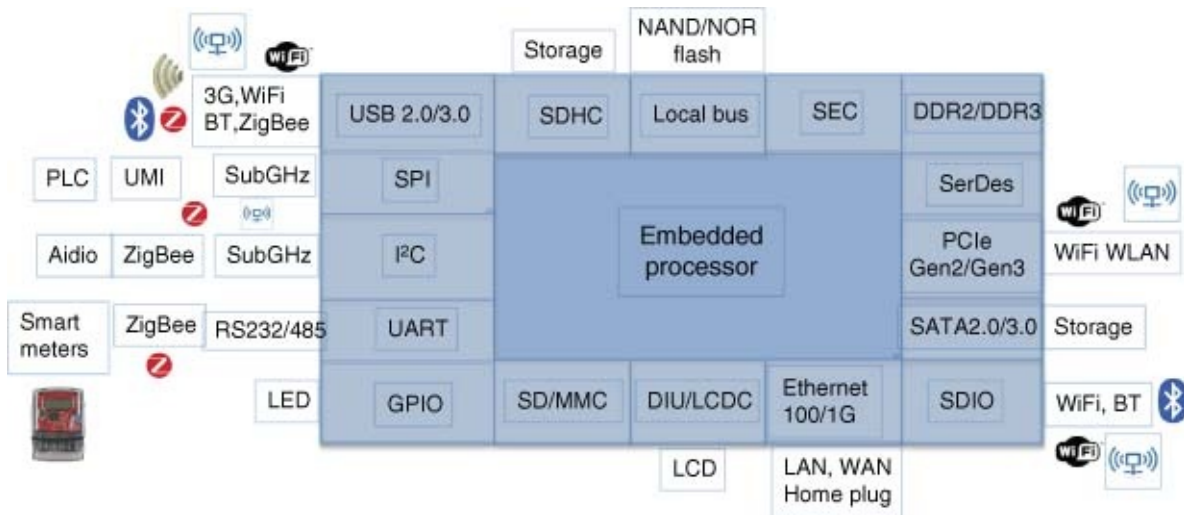 NAND/NOR
flash
Storage
WiFi
3G,WiFi
BT,ZigBee
USB 2.0/3.0
SDHC
Local bus
SEC
DDR2/DDR3
PLC
UMI
SubGHz
SPI
SerDes
WiFi
Aidio
ZigBee
SubGHz
I²C
Embedded
processor
PCIe
Gen2/Gen3
WiFi WLAN
Smart
meters
ZigBee
RS232/485
UART
SATA2.0/3.0
Storage
LED
GPIO
SD/MMC
DIU/LCDC
Ethernet
100/1G
SDIO
WiFi, BT
WiFi
LCD
LAN, WAN
Home plug